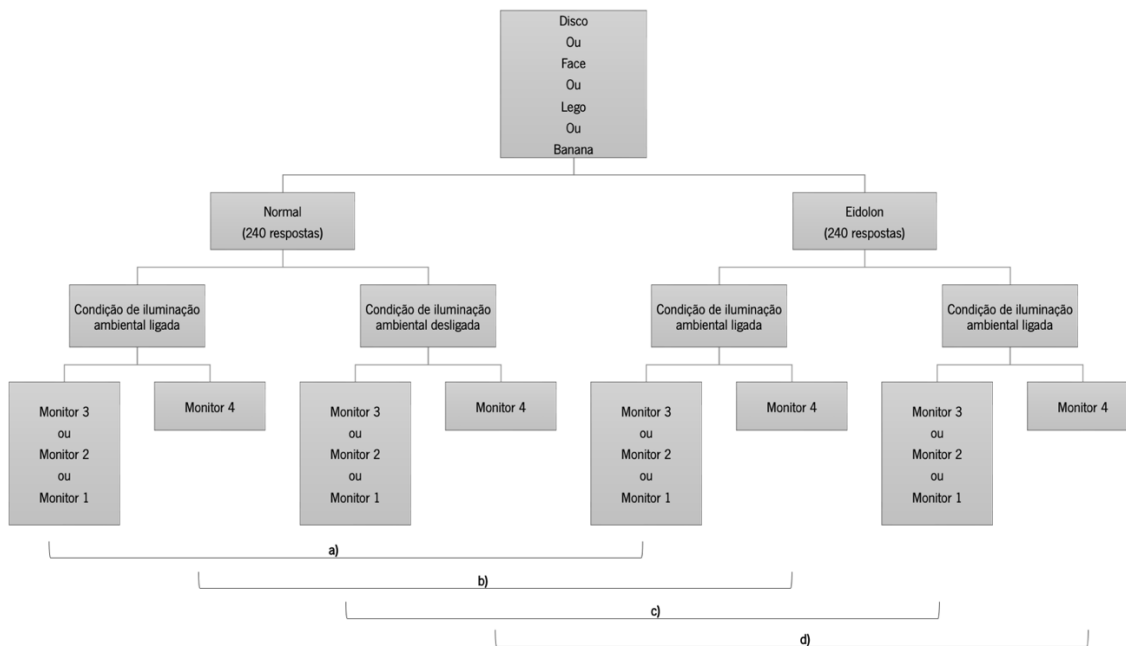 Disco
Ou
Face
Ou
Lego
Ou
Banana
Normal
(240 respostas)
Eidolon
(240 respostas)
Condição de iluminação
ambiental ligada
Condição de iluminação
ambiental desligada
Condição de iluminação
ambiental ligada
Condição de iluminação
ambiental ligada
Monitor 3
ou
Monitor 2
ou
Monitor 1
Monitor 4
Monitor 3
ou
Monitor 2
ou
Monitor 1
Monitor 4
Monitor 3
ou
Monitor 2
ou
Monitor 1
Monitor 4
Monitor 3
ou
Monitor 2
ou
Monitor 1
Monitor 4
a)
b)
c)
d)